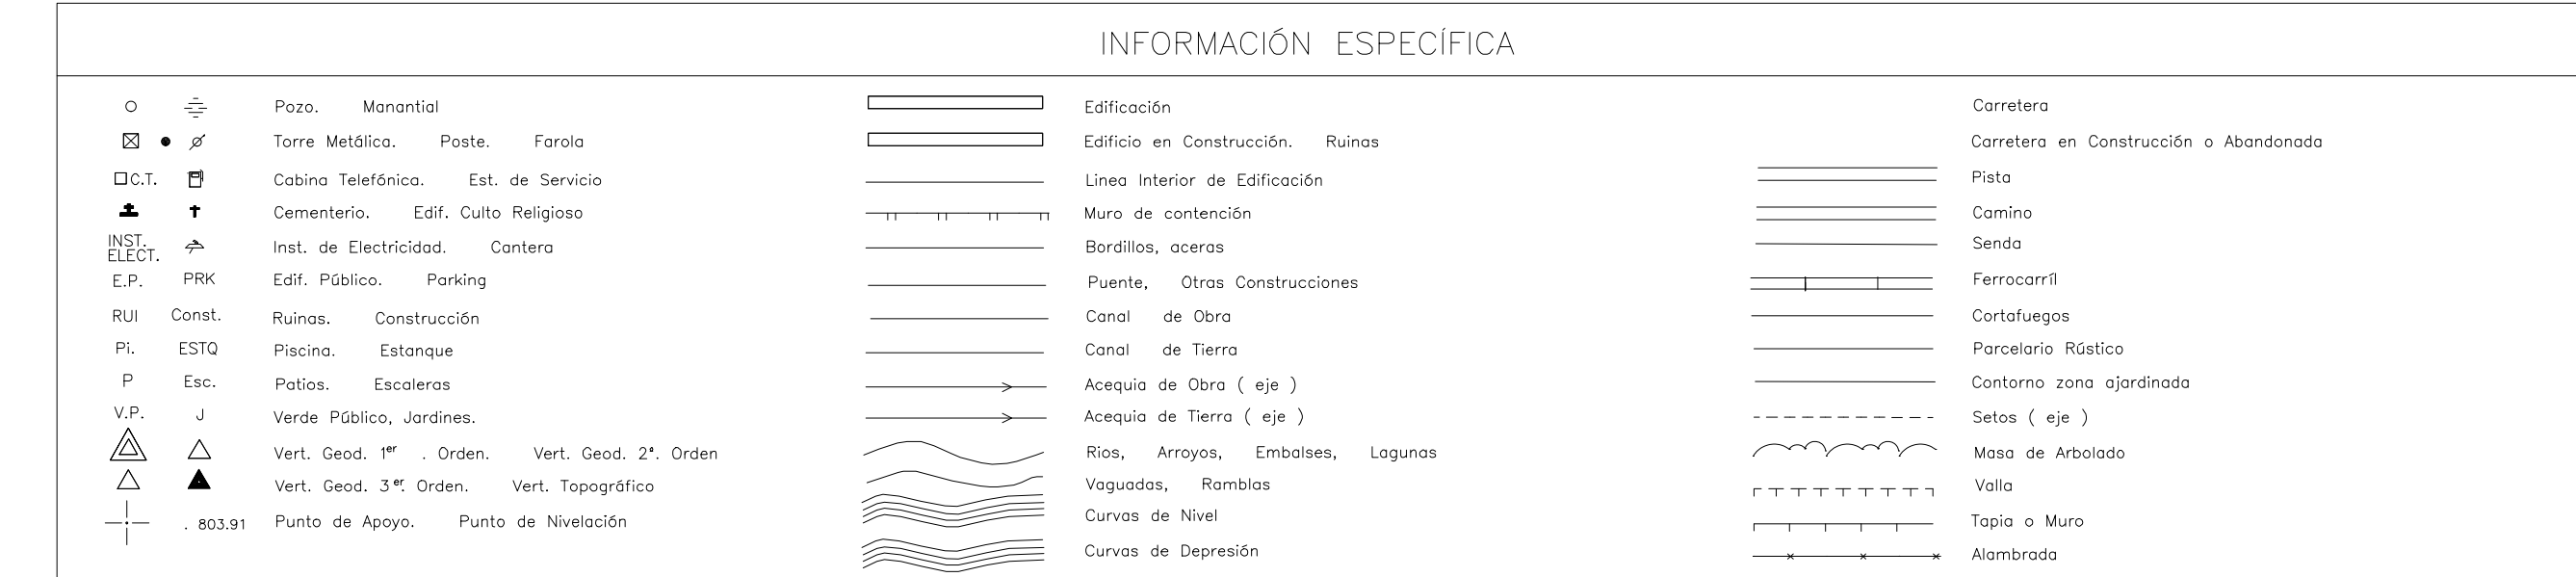 INFORMACIÓN ESPECÍFICA
Pozo. Manantial
Torre Metálica. Poste. Farola
C.T. Cabina Telefónica. Est. de Servicio
Cementerio. Edif. Culto Religioso
INST. ELECT. Inst. de Electricidad. Cantera
E.P. PRK Edif. Público. Parking
RUI Const. Ruinas. Construcción
Pi. ESTQ Piscina. Estanque
P Esc. Patios. Escaleras
V.P. J Verde Público, Jardines.
Vert. Geod. 1er . Orden. Vert. Geod. 2ª. Orden
Vert. Geod. 3er. Orden. Vert. Topográfico
. 803.91 Punto de Apoyo. Punto de Nivelación
Edificación
Edificio en Construcción. Ruinas
Linea Interior de Edificación
Muro de contención
Bordillos, aceras
Puente, Otras Construcciones
Canal de Obra
Canal de Tierra
Acequia de Obra ( eje )
Acequia de Tierra ( eje )
Rios, Arroyos, Embalses, Lagunas
Vaguadas, Ramblas
Curvas de Nivel
Curvas de Depresión
Carretera
Carretera en Construcción o Abandonada
Pista
Camino
Senda
Ferrocarríl
Cortafuegos
Parcelario Rústico
Contorno zona ajardinada
Setos ( eje )
Masa de Arbolado
Valla
Tapia o Muro
Alambrada